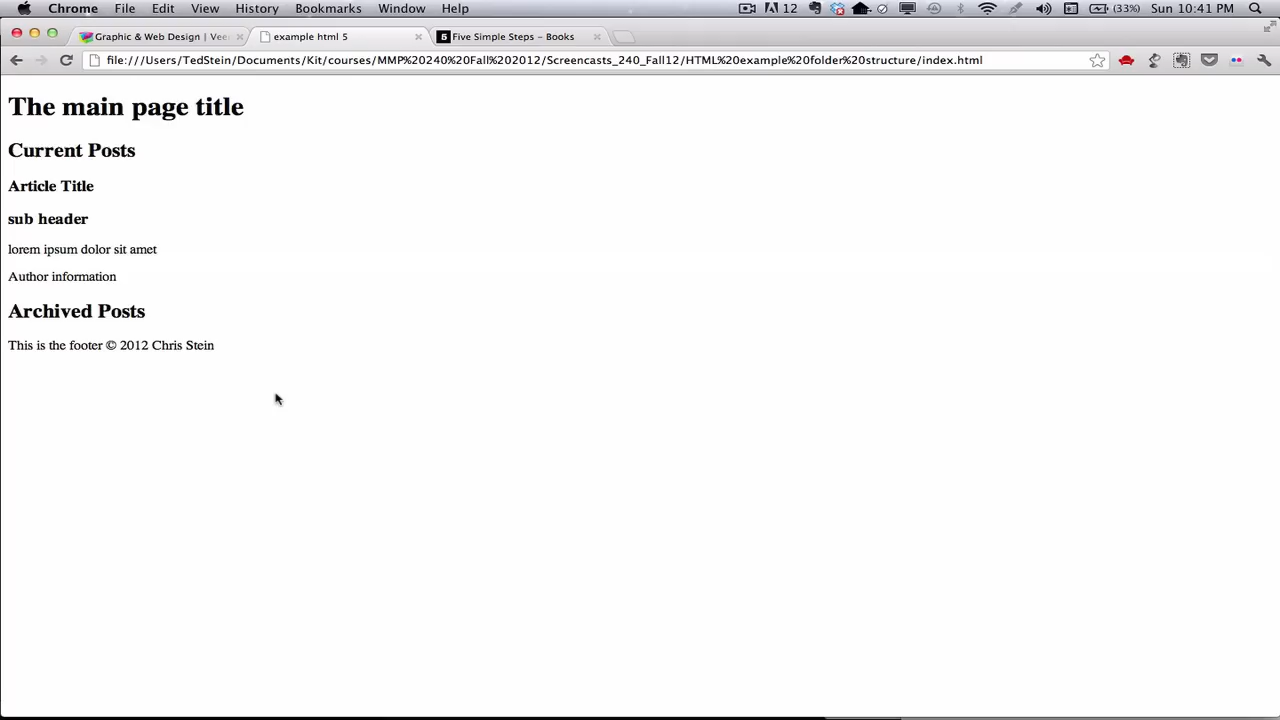 Chrome File Edit View History Bookmarks Window Help 12 (33%) Sun 10:41 PM
Graphic & Web Design | Vee example html 5 Five Simple Steps – Books
file:///Users/TedStein/Documents/Kit/courses/MMP%20240%20Fall%202012/Screencasts_240_Fall12/HTML%20example%20folder%20structure/index.html
The main page title
Current Posts
Article Title
sub header
lorem ipsum dolor sit amet
Author information
Archived Posts
This is the footer © 2012 Chris Stein